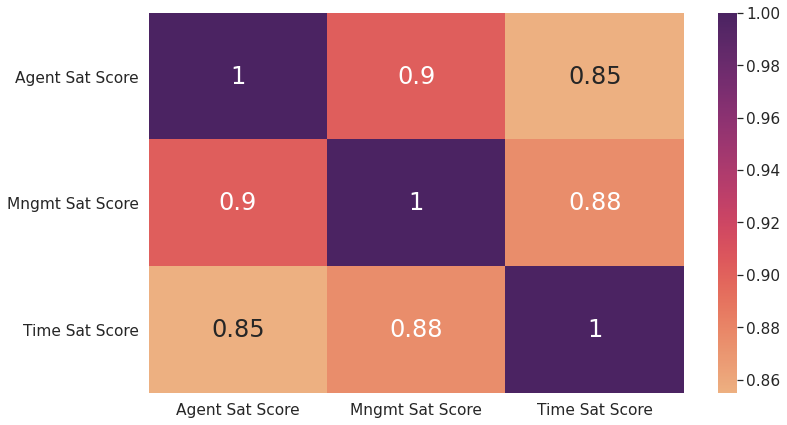 Agent Sat Score 1 0.9 0.85
Mngmt Sat Score 0.9 1 0.88
Time Sat Score 0.85 0.88 1
Agent Sat Score Mngmt Sat Score Time Sat Score
1.00
0.98
0.96
0.94
0.92
0.90
0.88
0.86